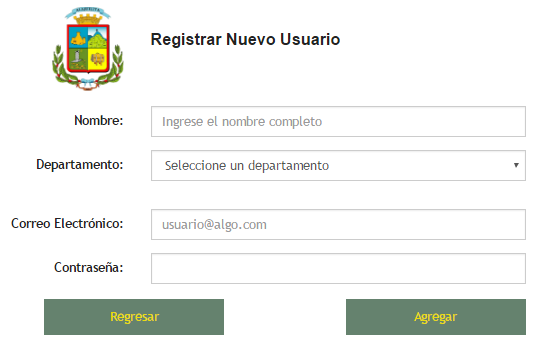 Registrar Nuevo Usuario
Nombre:
Ingrese el nombre completo
Departamento:
Seleccione un departamento
Correo Electrónico:
usuario@algo.com
Contraseña:
Regresar
Agregar